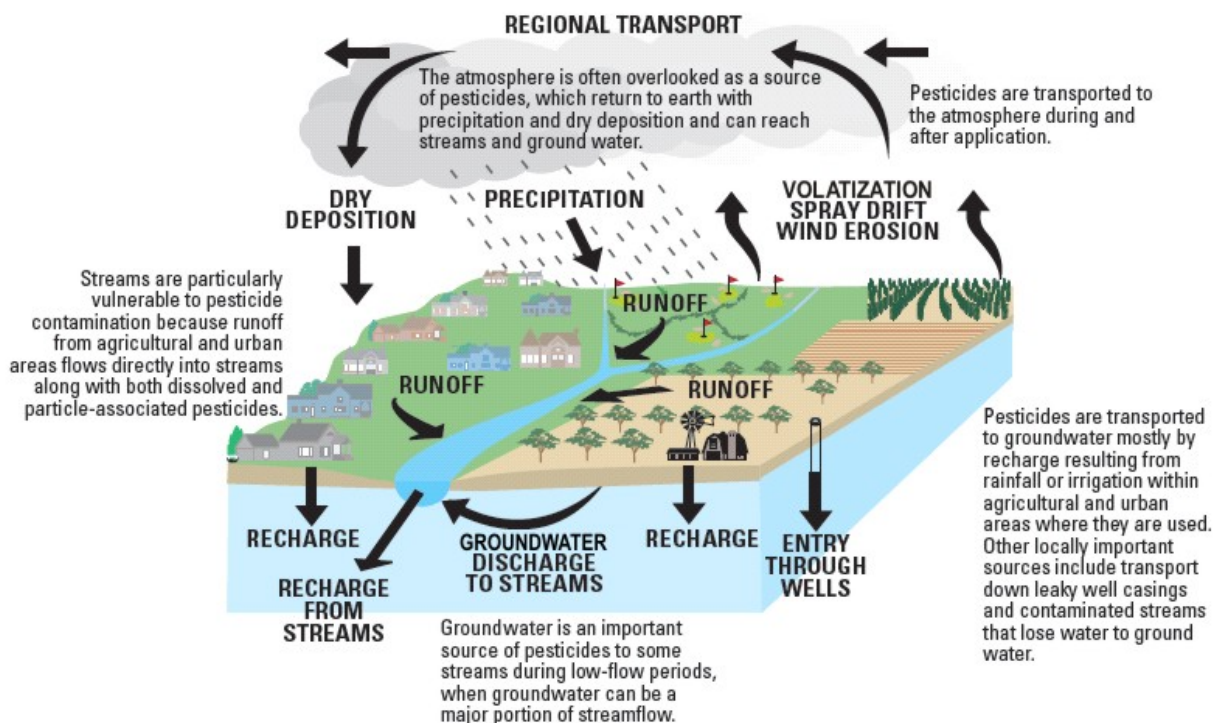 REGIONAL TRANSPORT
The atmosphere is often overlooked as a source
of pesticides, which return to earth with
precipitation and dry deposition and can reach
streams and ground water.
Pesticides are transported to
the atmosphere during and
after application.
DRY
DEPOSITION
PRECIPITATION
VOLATIZATION
SPRAY DRIFT
WIND EROSION
Streams are particularly
vulnerable to pesticide
contamination because runoff
from agricultural and urban
areas flows directly into streams
along with both dissolved and
particle-associated pesticides.
RUNOFF
RUNOFF
RUNOFF
Pesticides are transported
to groundwater mostly by
recharge resulting from
rainfall or irrigation within
agricultural and urban
areas where they are used.
Other locally important
sources include transport
down leaky well casings
and contaminated streams
that lose water to ground
water.
RECHARGE
RECHARGE
FROM
STREAMS
GROUNDWATER
DISCHARGE
TO STREAMS
RECHARGE
ENTRY
THROUGH
WELLS
Groundwater is an important
source of pesticides to some
streams during low-flow periods,
when groundwater can be a
major portion of streamflow.